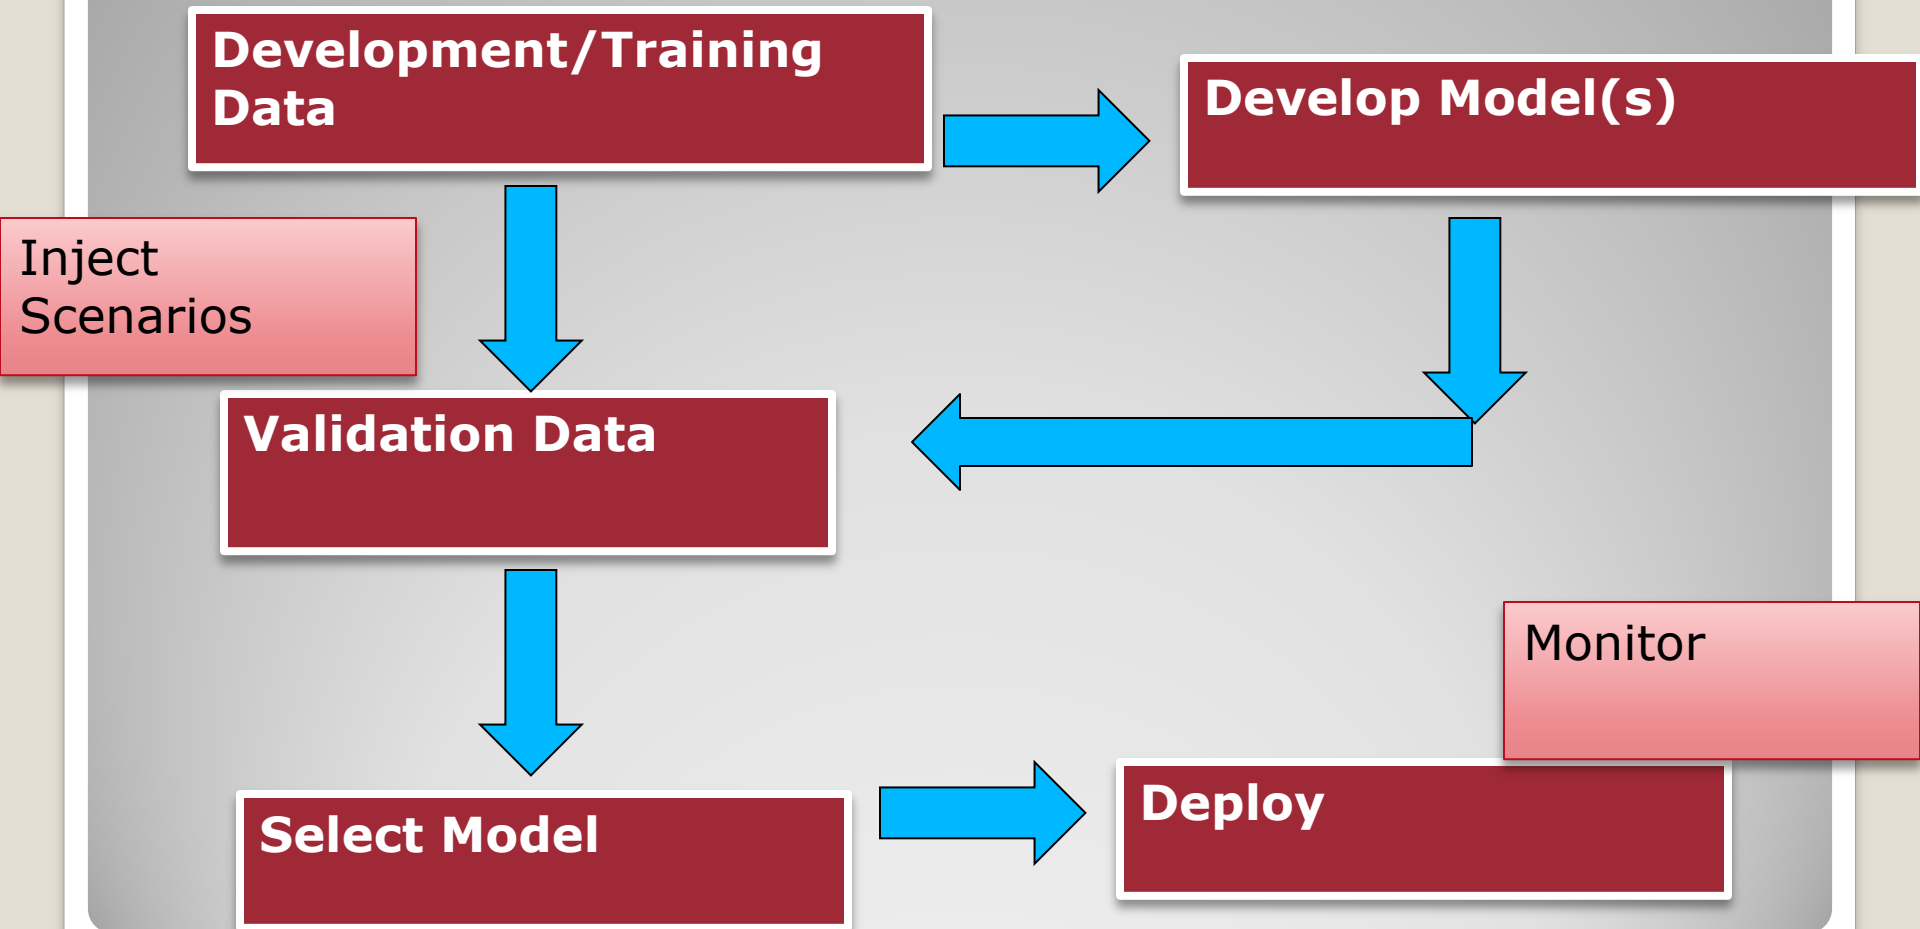 Development/Training
Data
Develop Model(s)
Inject
Scenarios
Validation Data
Monitor
Select Model
Deploy